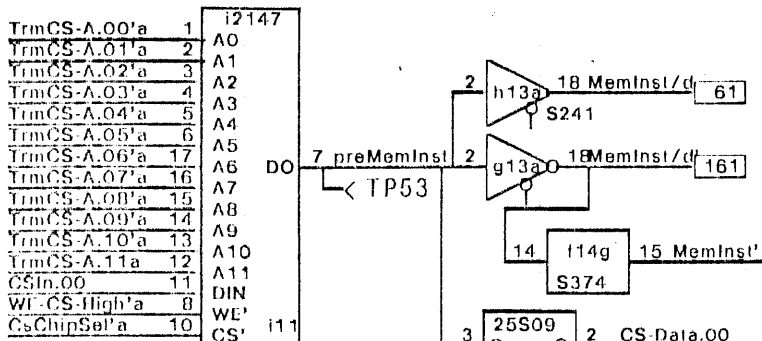 i2147
TrmCS-A.00'a 1 A0
TrmCS-A.01'a 2 A1
TrmCS-A.02'a 3 A2
TrmCS-A.03'a 4 A3
TrmCS-A.04'a 5 A4
TrmCS-A.05'a 6 A5
TrmCS-A.06'a 17 A6
TrmCS-A.07'a 16 A7
TrmCS-A.08'a 15 A8
TrmCS-A.09'a 14 A9
TrmCS-A.10'a 13 A10
TrmCS-A.11a 12 A11
CSIn.00 11 DIN
WE-CS-High'a 8 WE'
CsChipSel'a 10 CS'
i11
DO 7 preMemInst
< TP53
2 h13a 18 MemInst/d 61
S241
2 g13a 18 MemInst/d' 161
14 f14g 15 MemInst'
S374
25S09
3 2 CS-Data.00